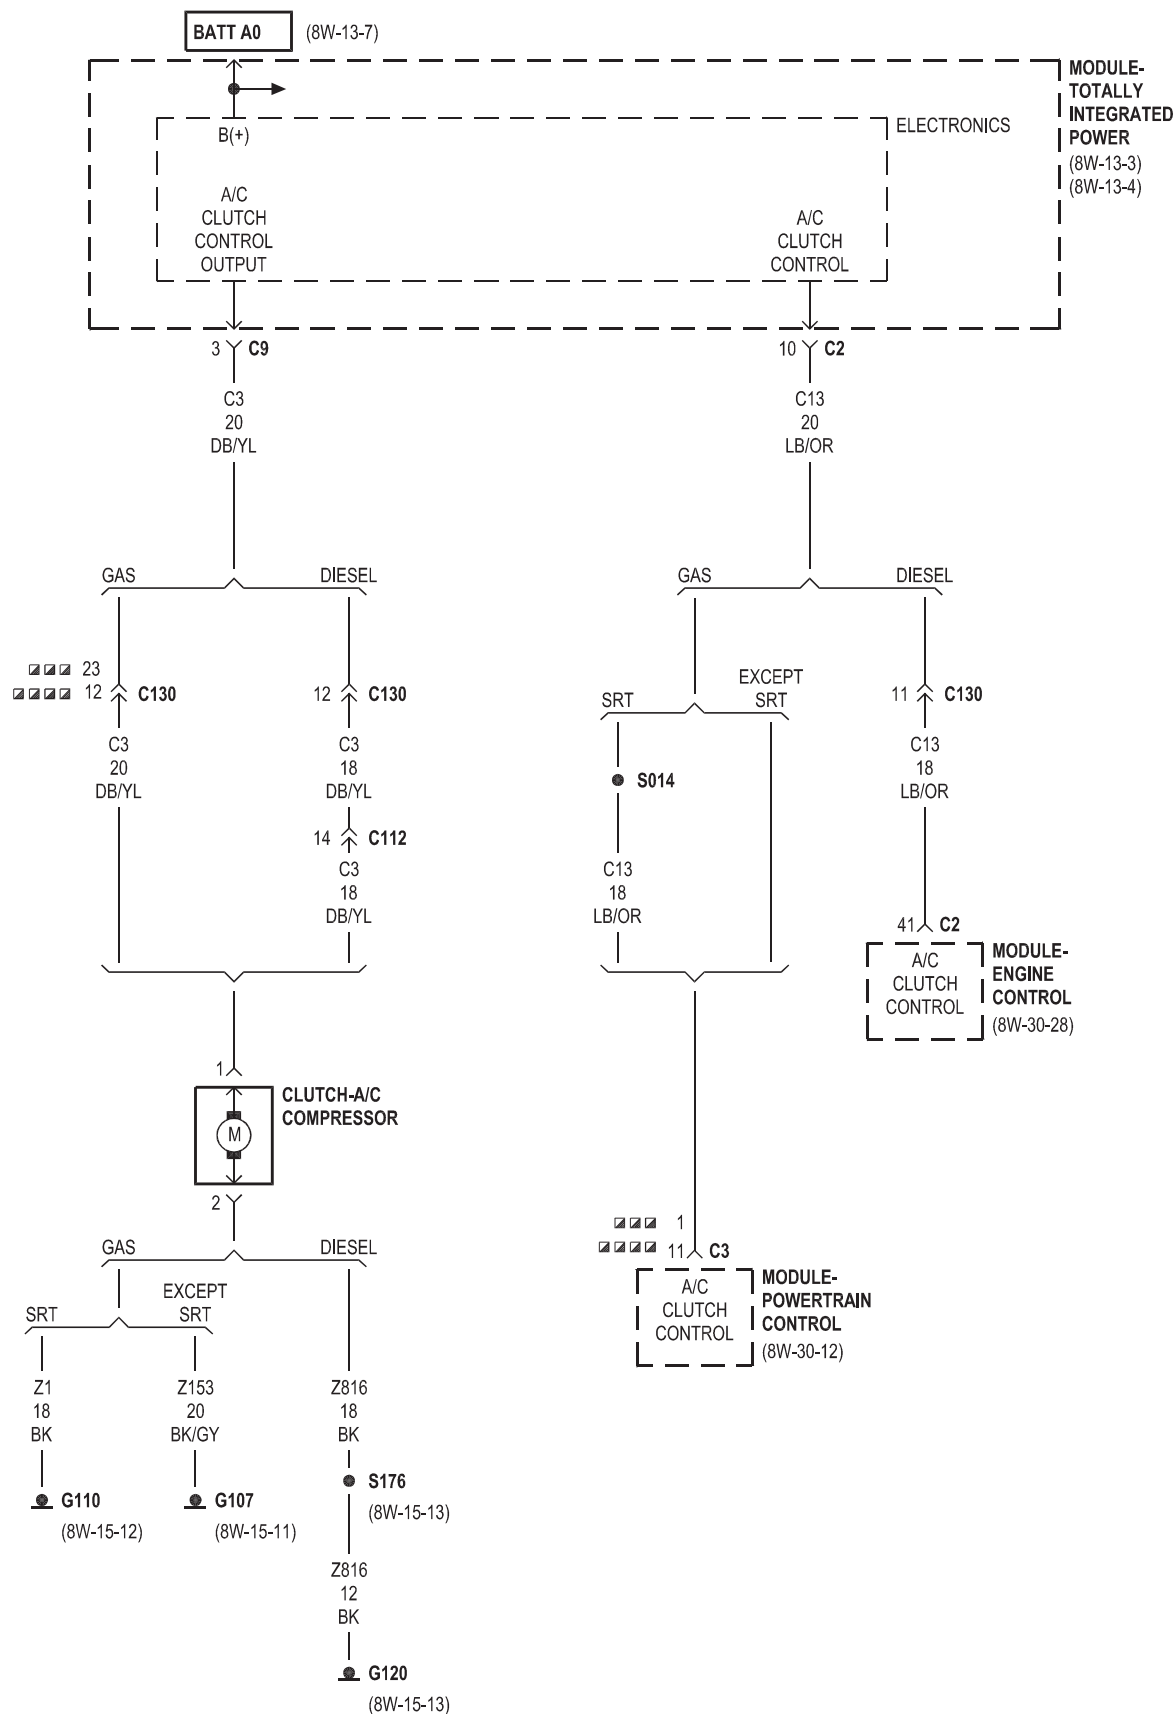 BATT A0 (8W-13-7)
MODULE-
TOTALLY
INTEGRATED
POWER
(8W-13-3)
(8W-13-4)
B(+)
ELECTRONICS
A/C
CLUTCH
CONTROL
OUTPUT
A/C
CLUTCH
CONTROL
3 C9
10 C2
C3
20
DB/YL
C13
20
LB/OR
GAS DIESEL
GAS DIESEL
23
12 C130
12 C130
EXCEPT
SRT SRT
11 C130
C3
20
DB/YL
C3
18
DB/YL
S014
C13
18
LB/OR
14 C112
C3
18
DB/YL
C13
18
LB/OR
41 C2
A/C
CLUTCH
CONTROL
MODULE-
ENGINE
CONTROL
(8W-30-28)
1
CLUTCH-A/C
COMPRESSOR
M
2
GAS DIESEL
1
11 C3
A/C
CLUTCH
CONTROL
MODULE-
POWERTRAIN
CONTROL
(8W-30-12)
EXCEPT
SRT SRT
Z1
18
BK
Z153
20
BK/GY
Z816
18
BK
G110
(8W-15-12)
G107
(8W-15-11)
S176
(8W-15-13)
Z816
12
BK
G120
(8W-15-13)